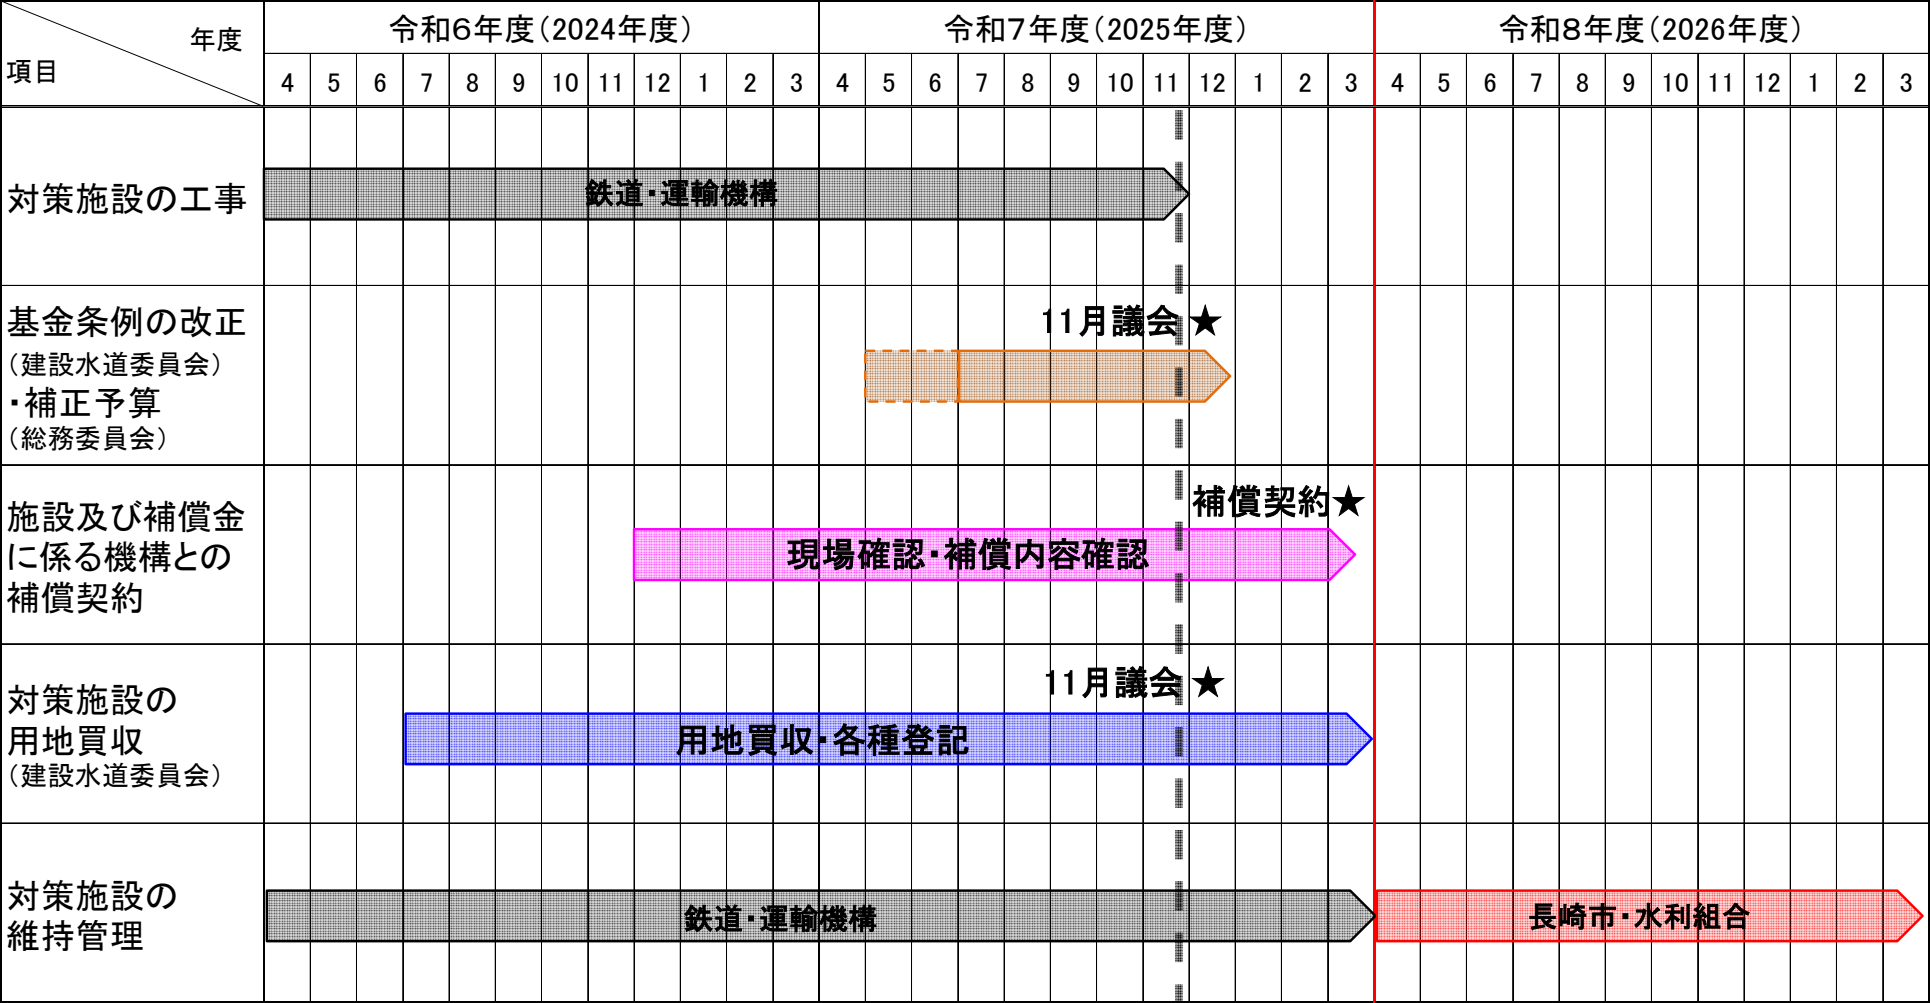 年度
項目
令和6年度（2024年度）
令和7年度（2025年度）
令和8年度（2026年度）
4 5 6 7 8 9 10 11 12 1 2 3 4 5 6 7 8 9 10 11 12 1 2 3 4 5 6 7 8 9 10 11 12 1 2 3
対策施設の工事
鉄道・運輸機構
基金条例の改正
（建設水道委員会）
・補正予算
（総務委員会）
11月議会 ★
施設及び補償金
に係る機構との
補償契約
補償契約★
現場確認・補償内容確認
対策施設の
用地買収
（建設水道委員会）
11月議会 ★
用地買収・各種登記
対策施設の
維持管理
鉄道・運輸機構
長崎市・水利組合